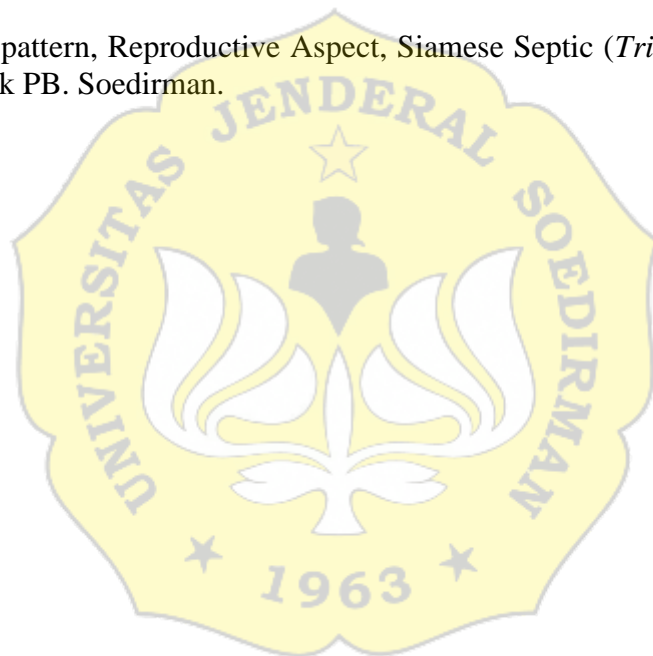 pattern, Reproductive Aspect, Siamese Septic (Tri
k PB. Soedirman.
UNIVERSITAS JENDERAL SOEDIRMAN
1963